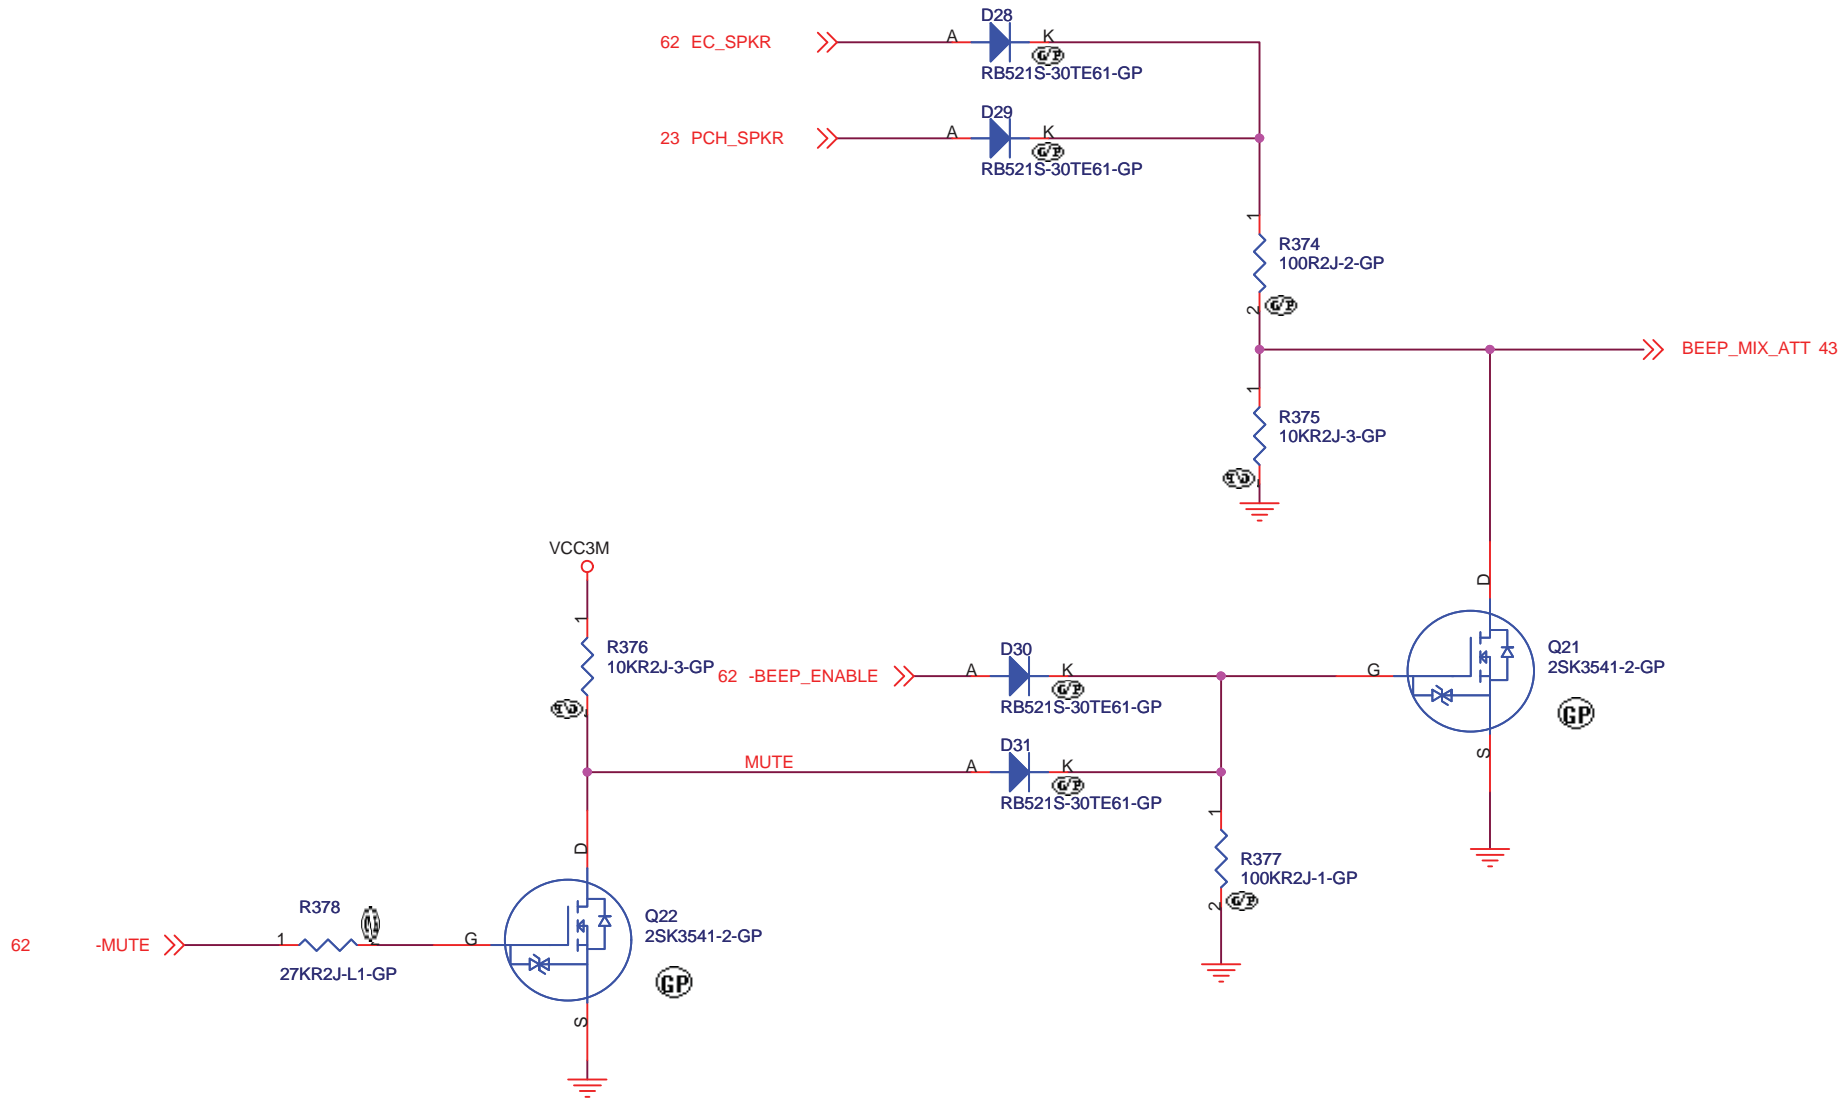 D28
62 EC_SPKR
A
K
G/P
RB521S-30TE61-GP
D29
23 PCH_SPKR
A
K
G/P
RB521S-30TE61-GP
1
R374
100R2J-2-GP
2
G/P
BEEP_MIX_ATT 43
1
R375
10KR2J-3-GP
VCC3M
1
R376
10KR2J-3-GP
62 -BEEP_ENABLE
D30
A
K
G/P
RB521S-30TE61-GP
D
G
Q21
2SK3541-2-GP
GP
S
MUTE
D31
A
K
G/P
RB521S-30TE61-GP
1
R377
100KR2J-1-GP
2
G/P
D
Q22
2SK3541-2-GP
GP
S
62 -MUTE
1
R378
27KR2J-L1-GP
G